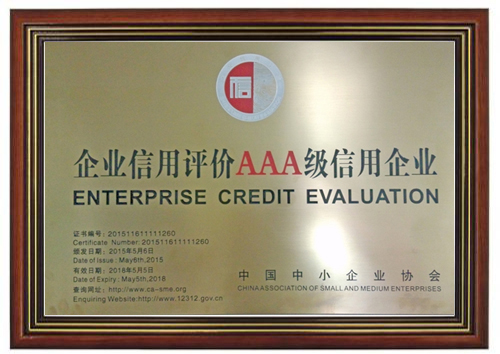 企业信用评价AAA级信用企业
ENTERPRISE CREDIT EVALUATION
证书编号: 201511611111260
Certificate Number: 201511611111260
颁发日期: 2015年5月6日
Date of Issue: May6th,2015
有效日期: 2018年5月5日
Date of Expiry: May5th,2018
查询网址: http://www.ca-sme.org
Enquiring Website:http://www.12312.gov.cn
中国中小企业协会
CHINA ASSOCIATION OF SMALL AND MEDIUM ENTERPRISES